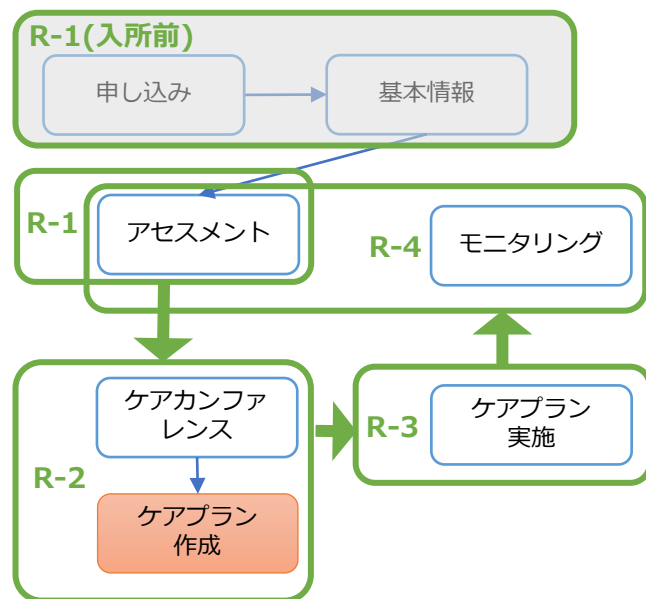 R-1(入所前)
申し込み
基本情報
R-1
アセスメント
R-4
モニタリング
R-2
ケアカンファ
レンス
ケアプラン
作成
R-3
ケアプラン
実施